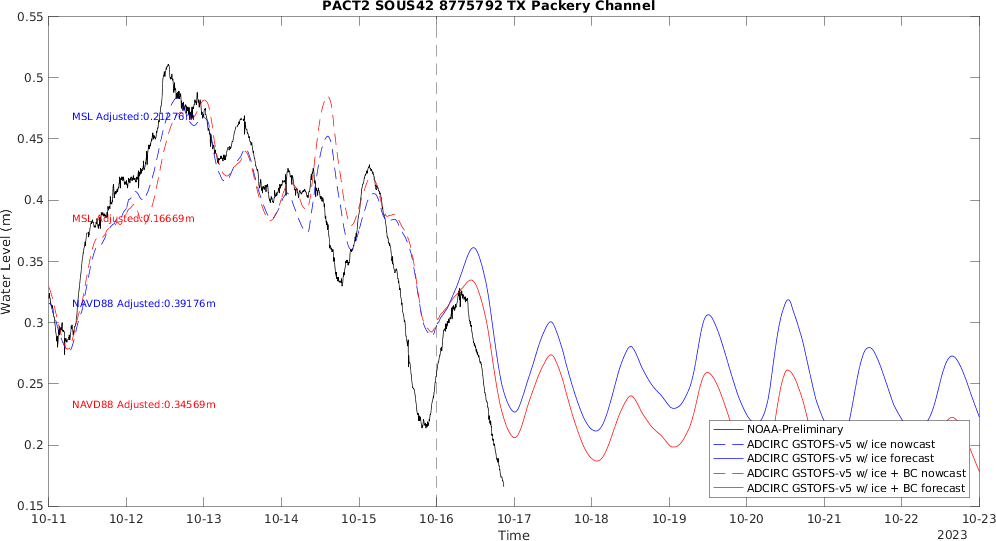 PACT2 SOUS42 8775792 TX Packery Channel
0.55
0.5
0.45
0.4
0.35
0.3
0.25
0.2
0.15
Water Level (m)
MSL Adjusted:0.21276m
MSL Adjusted:0.16669m
NAVD88 Adjusted:0.39176m
NAVD88 Adjusted:0.34569m
NOAA-Preliminary
ADCIRC GSTOFS-v5 w/ ice nowcast
ADCIRC GSTOFS-v5 w/ ice forecast
ADCIRC GSTOFS-v5 w/ ice + BC nowcast
ADCIRC GSTOFS-v5 w/ ice + BC forecast
10-11 10-12 10-13 10-14 10-15 10-16 10-17 10-18 10-19 10-20 10-21 10-22 10-23
Time
2023